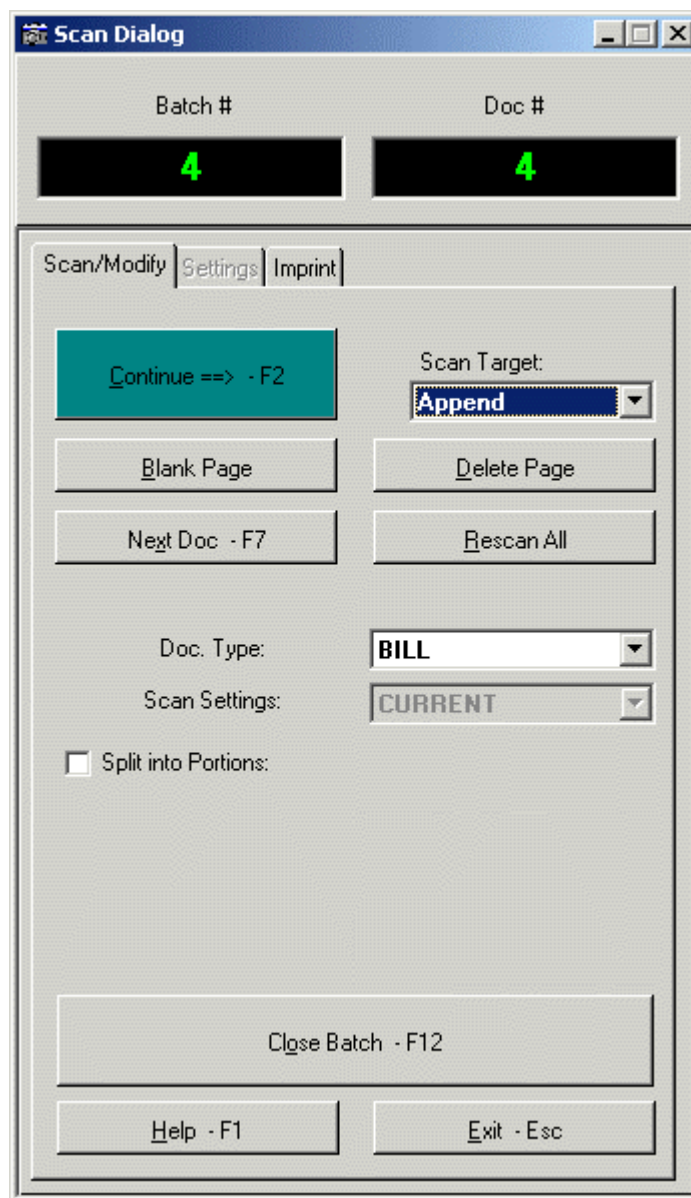 Scan Dialog
Batch #
Doc #
4
4
Scan/Modify
Settings
Imprint
Continue ==> - F2
Scan Target:
Append
Blank Page
Delete Page
Next Doc - F7
Rescan All
Doc. Type:
BILL
Scan Settings:
CURRENT
Split into Portions:
Close Batch - F12
Help - F1
Exit - Esc